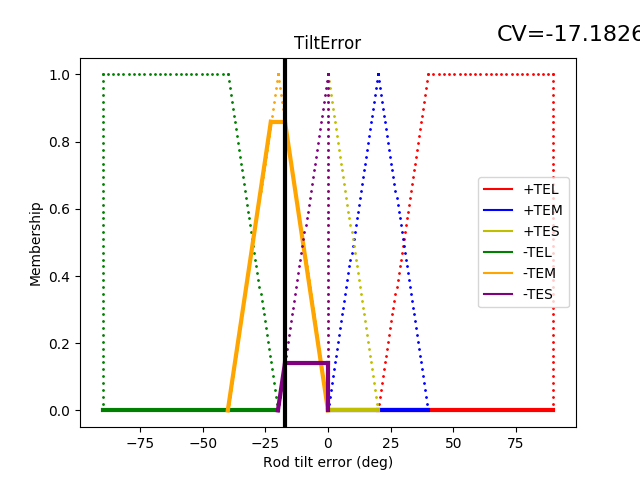 CV=-17.1826
TiltError
1.0
0.8
0.6
0.4
0.2
0.0
Membership
+TEL
+TEM
+TES
-TEL
-TEM
-TES
−75 −50 −25 0 25 50 75
Rod tilt error (deg)